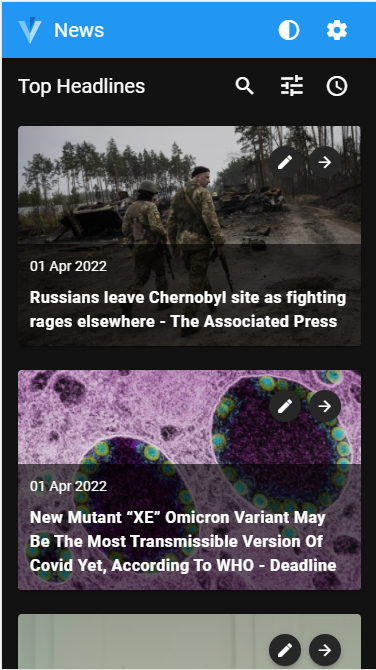 News
Top Headlines
01 Apr 2022
Russians leave Chernobyl site as fighting
rages elsewhere - The Associated Press
01 Apr 2022
New Mutant “XE” Omicron Variant May
Be The Most Transmissible Version Of
Covid Yet, According To WHO - Deadline